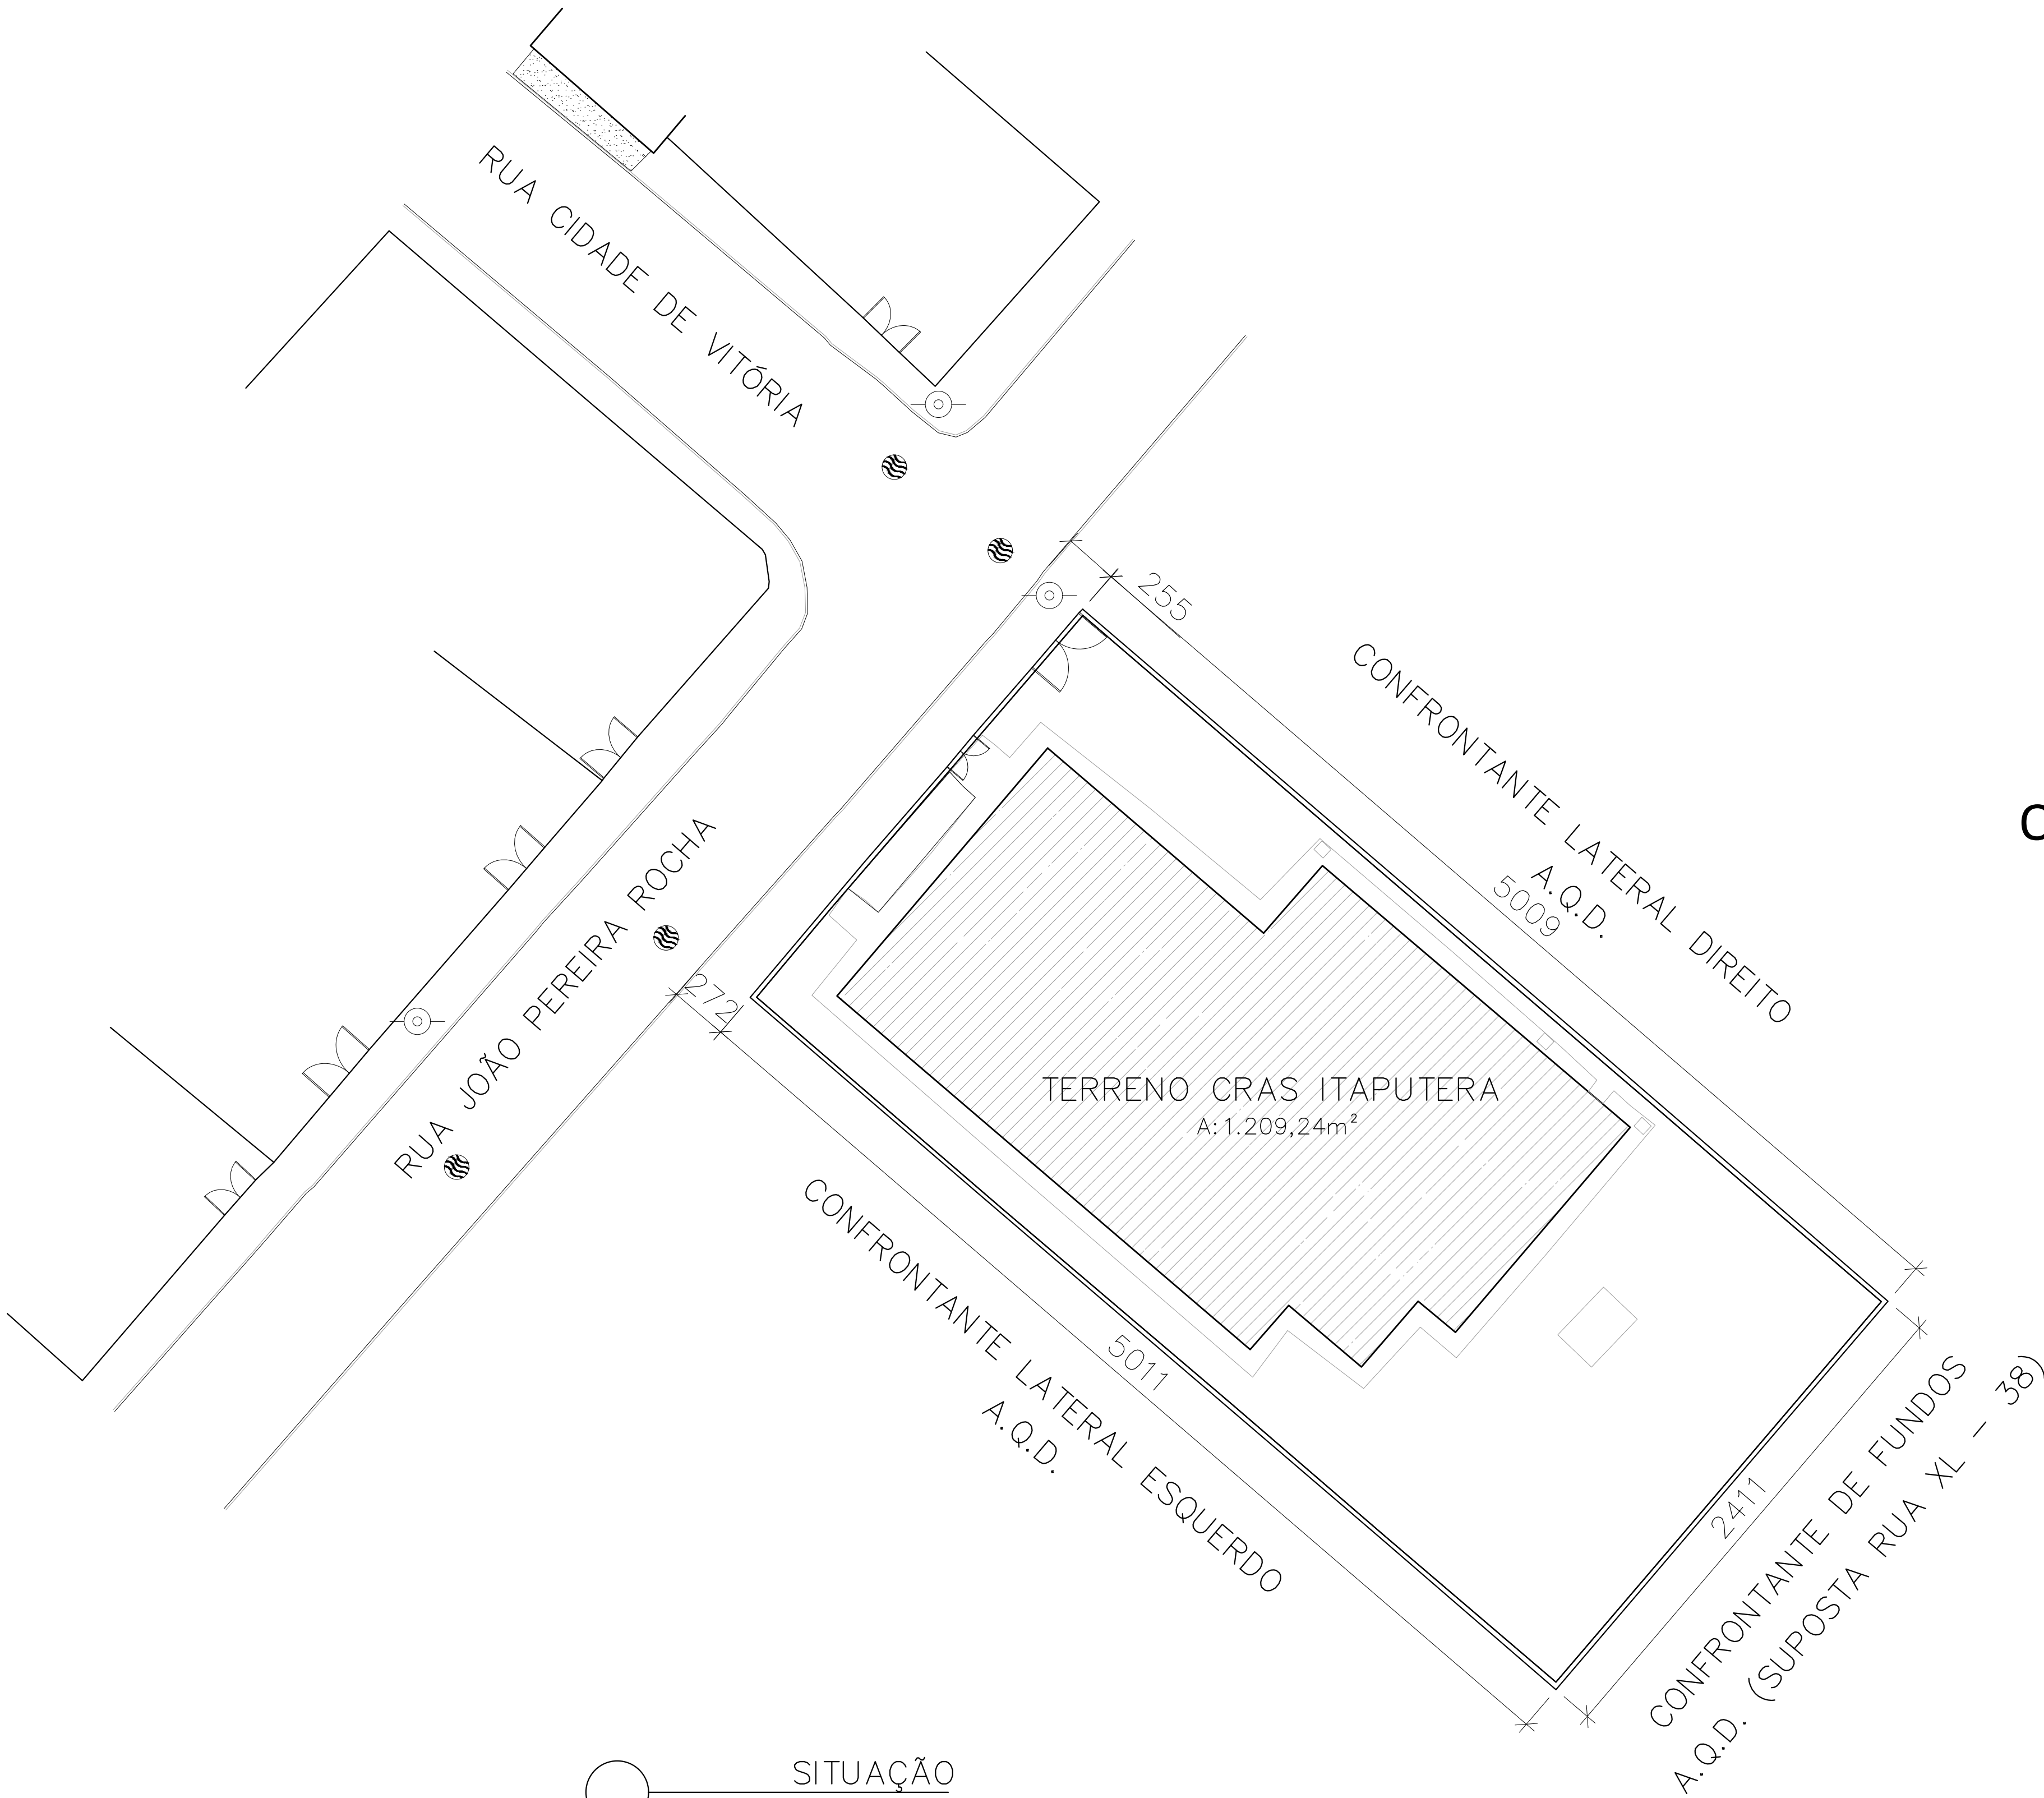 RUA CIDADE DE VITÓRIA
255
CONFRONTANTE LATERAL DIREITO
A.Q.D.
5009
RUA JOÃO PEREIRA ROCHA
272
TERRENO CRAS ITAPUTERA
A:1.209,24m²
CONFRONTANTE LATERAL ESQUERDO
A.Q.D.
5011
2411
CONFRONTANTE DE FUNDOS
A.Q.D. (SUPOSTA RUA XL - 38)
SITUAÇÃO